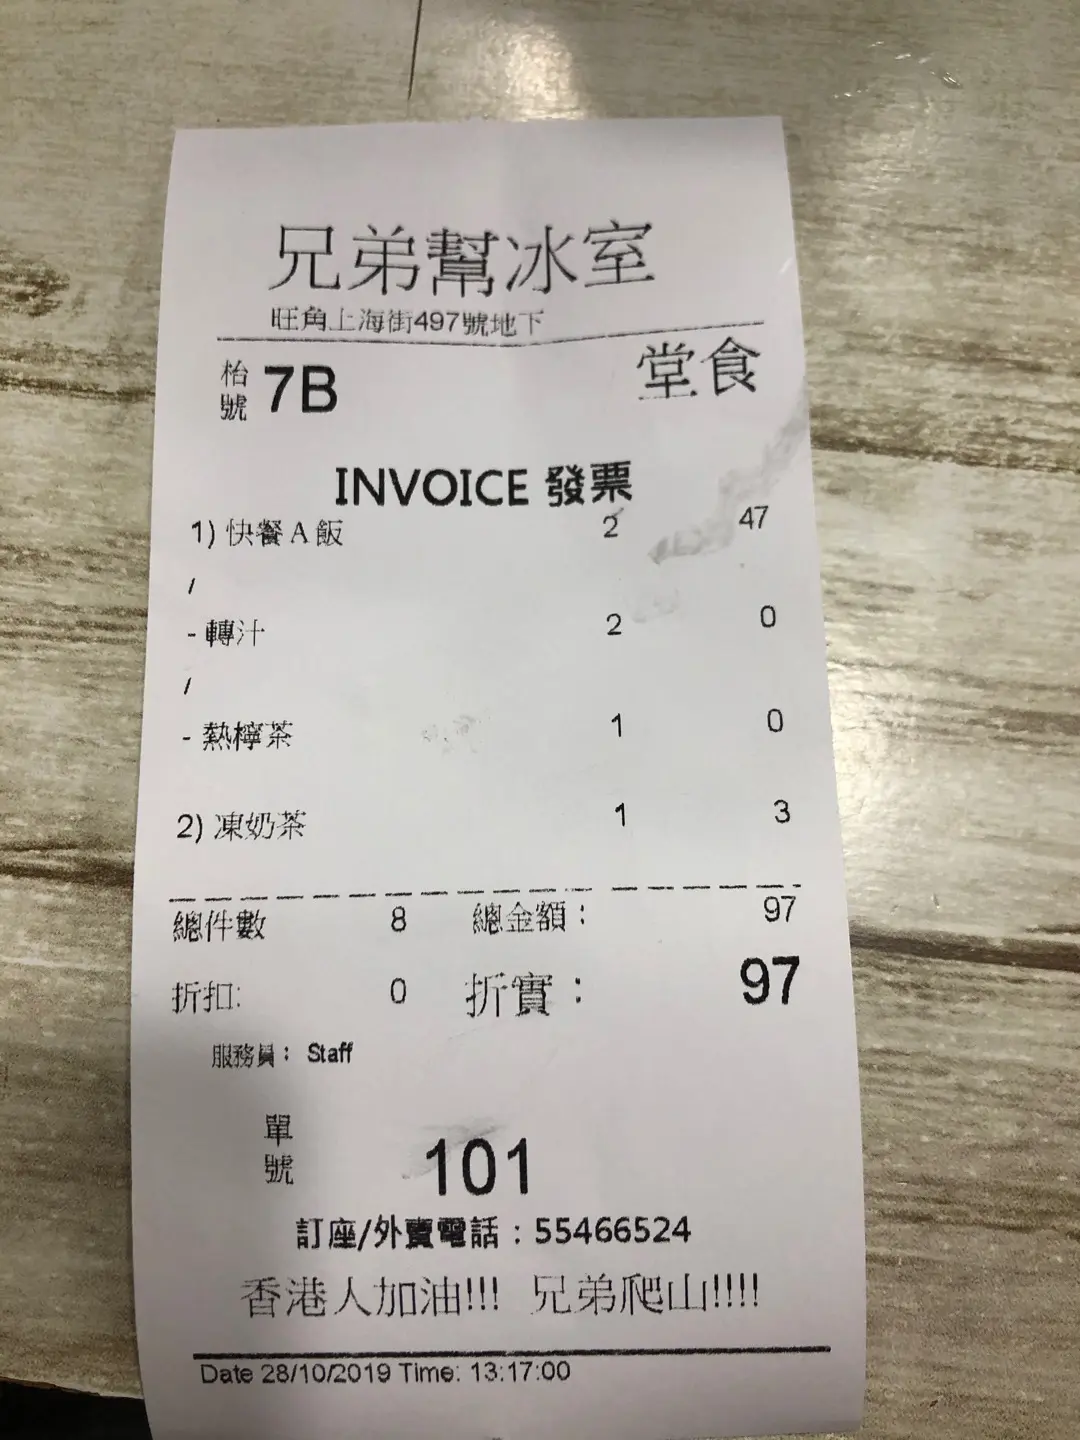 兄弟幫冰室
旺角上海街497號地下
枱號 7B 堂食
INVOICE 發票
1) 快餐A飯 2 47
/
- 轉汁 2 0
/
- 熱檸茶 1 0
2) 凍奶茶 1 3
總件數 8 總金額： 97
折扣: 0 折實： 97
服務員： Staff
單號 101
訂座/外賣電話：55466524
香港人加油!!! 兄弟爬山!!!!
Date 28/10/2019 Time: 13:17:00